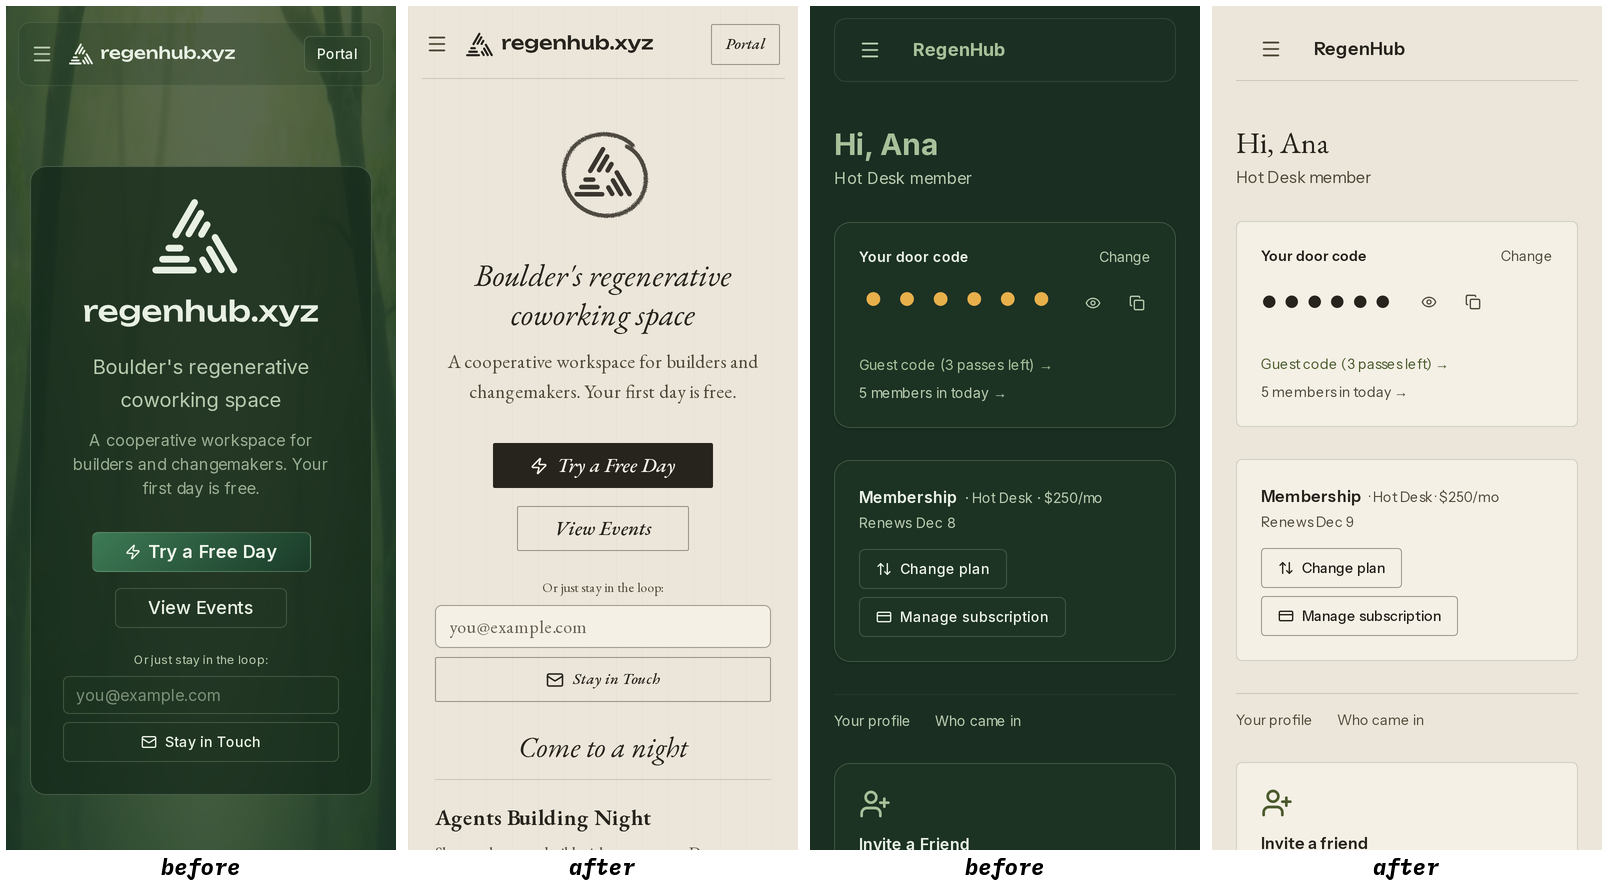 regenhub.xyz
Portal
regenhub.xyz
Boulder's regenerative
coworking space
A cooperative workspace for
builders and changemakers. Your
first day is free.
Try a Free Day
View Events
Or just stay in the loop:
you@example.com
Stay in Touch
before
regenhub.xyz
Portal
Boulder's regenerative
coworking space
A cooperative workspace for builders and
changemakers. Your first day is free.
Try a Free Day
View Events
Or just stay in the loop:
you@example.com
Stay in Touch
Come to a night
Agents Building Night
after
RegenHub
Hi, Ana
Hot Desk member
Your door code
Change
Guest code (3 passes left) →
5 members in today →
Membership · Hot Desk · $250/mo
Renews Dec 8
Change plan
Manage subscription
Your profile
Who came in
Invite a Friend
before
RegenHub
Hi, Ana
Hot Desk member
Your door code
Change
Guest code (3 passes left) →
5 members in today →
Membership · Hot Desk · $250/mo
Renews Dec 9
Change plan
Manage subscription
Your profile
Who came in
Invite a friend
after